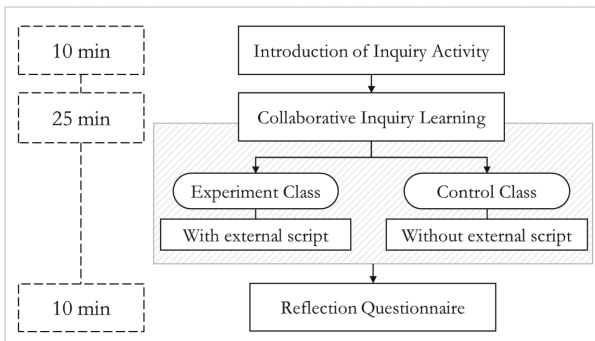 10 min
Introduction of Inquiry Activity
25 min
Collaborative Inquiry Learning
Experiment Class
Control Class
With external script
Without external script
10 min
Reflection Questionnaire